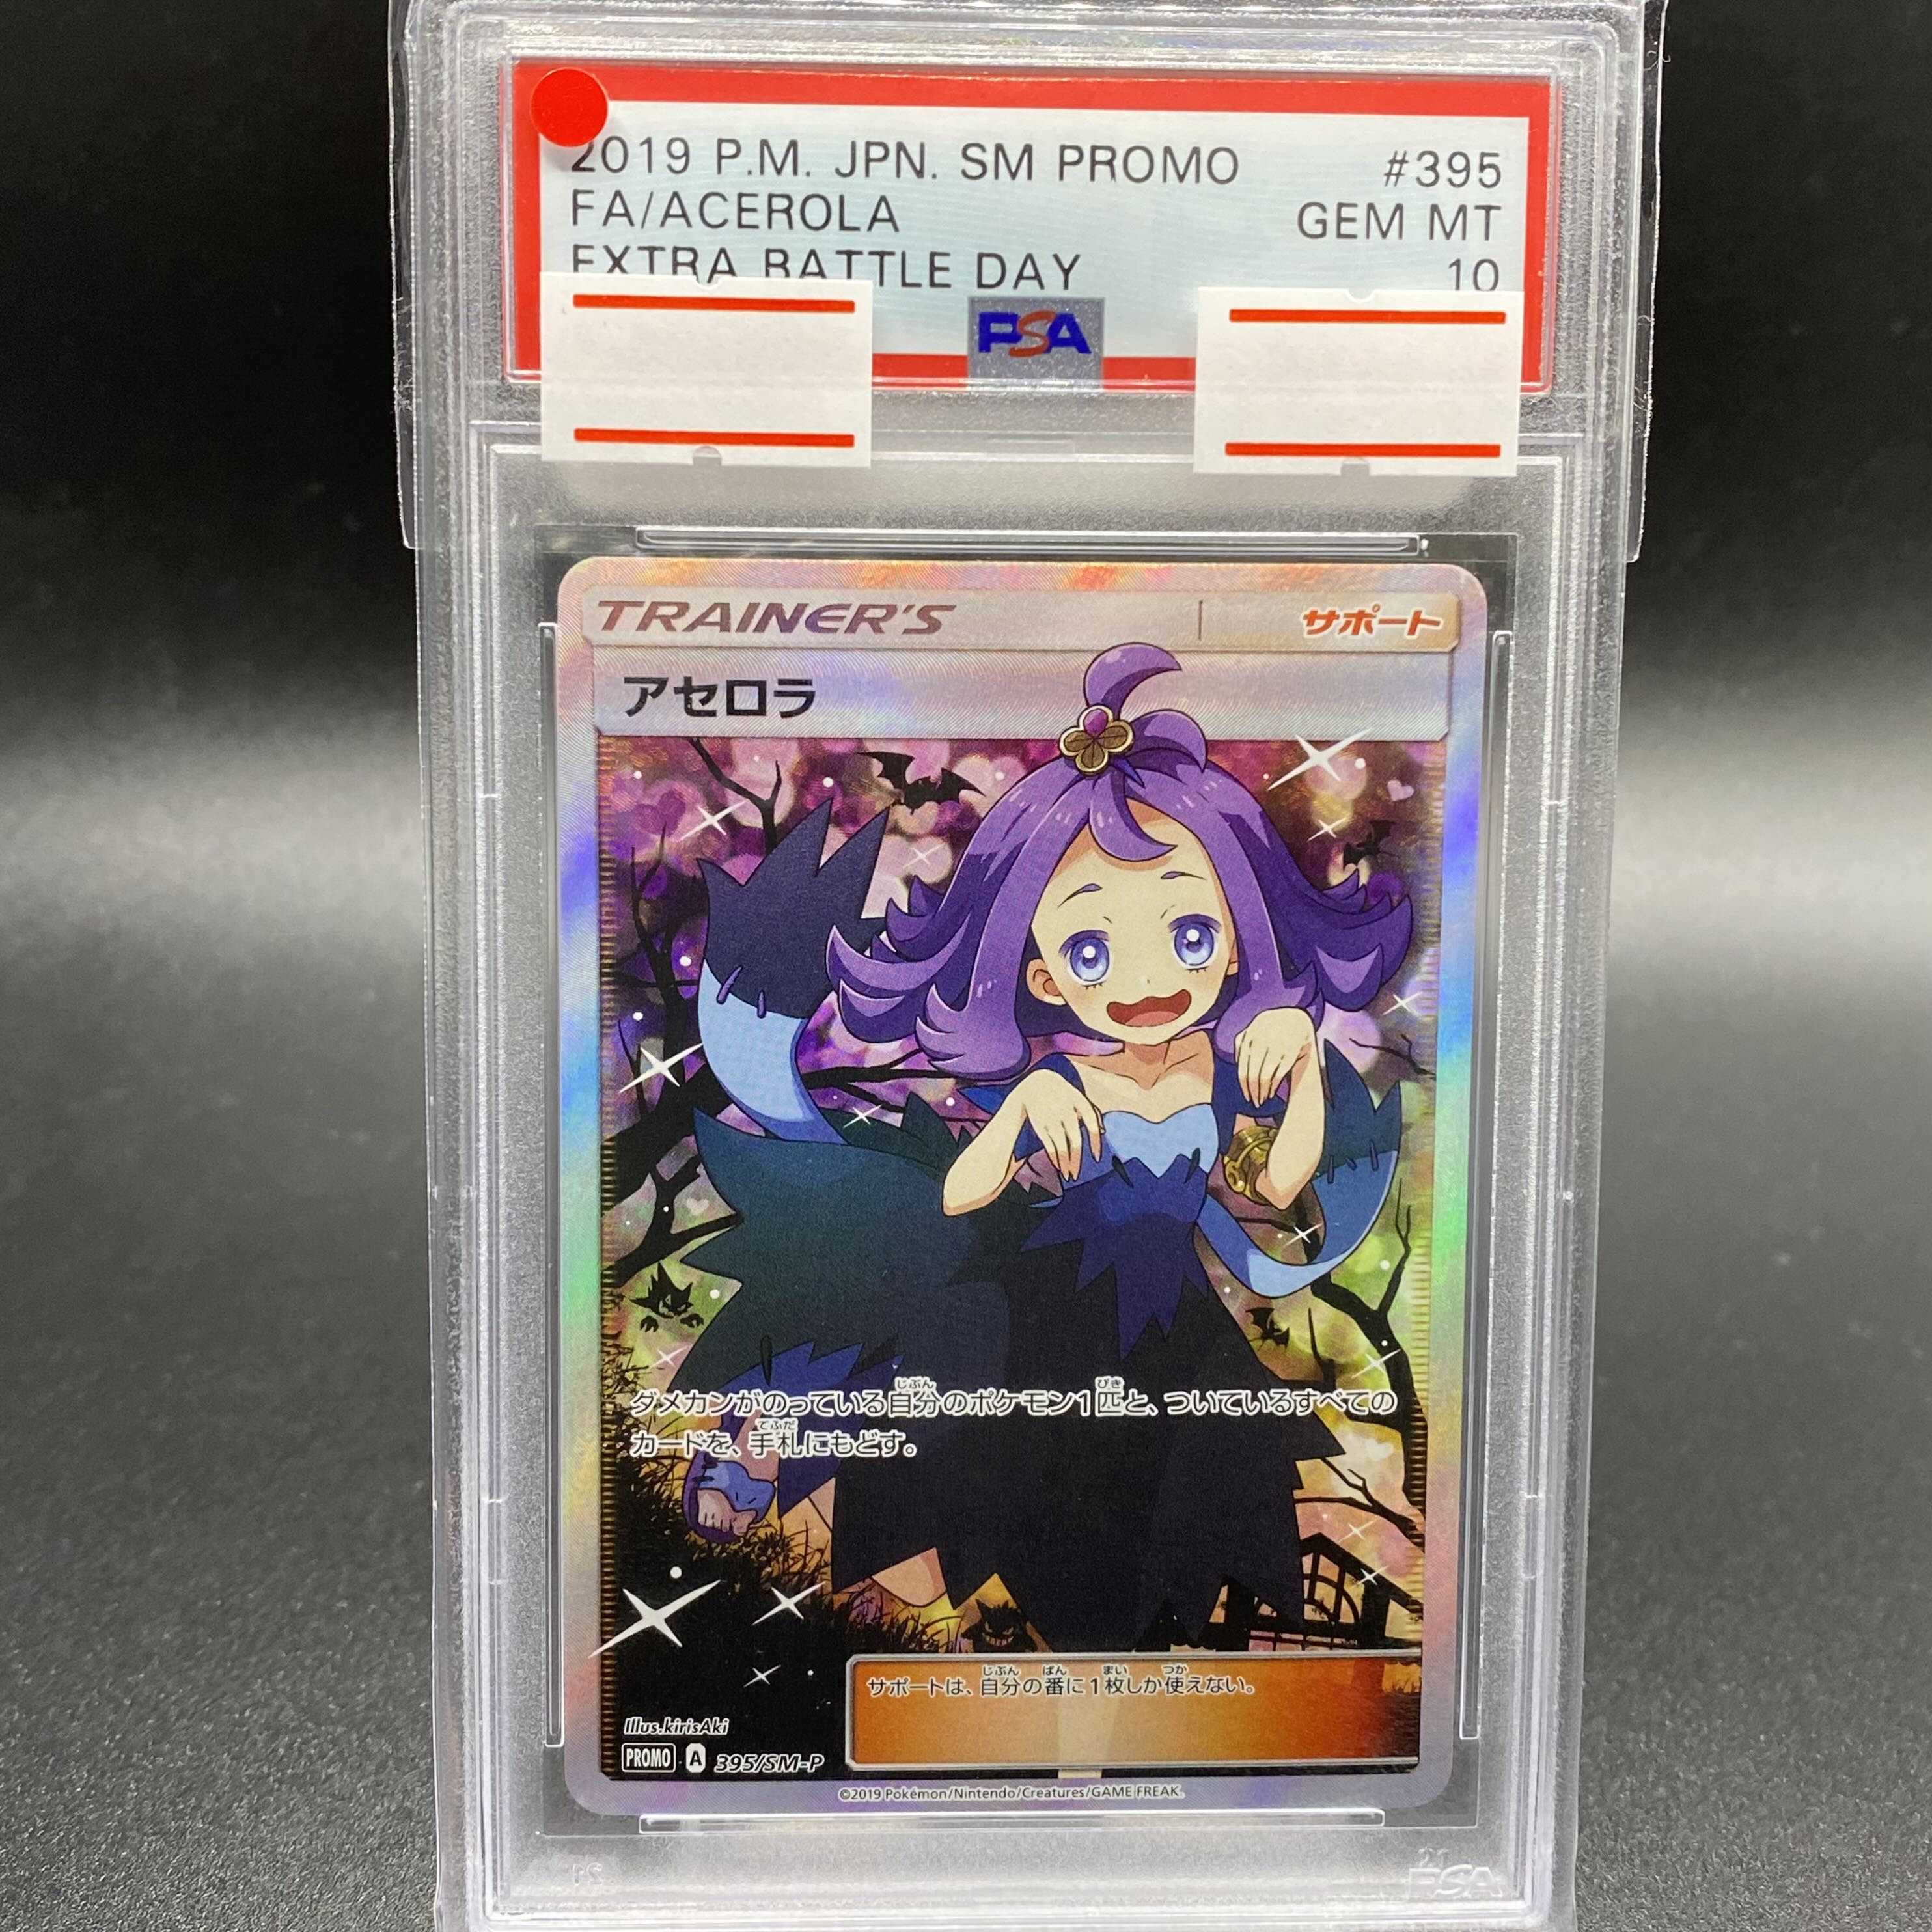 2019 P.M. JPN. SM PROMO #395
FA/ACEROLA GEM MT
EXTRA BATTLE DAY 10
PSA
TRAINER'S サポート
アセロラ
ダメカンがのっている自分のポケモン1匹と、ついているすべての
カードを、手札にもどす。
サポートは、自分の番に1枚しか使えない。
Illus.kirisAki
PROMO A 395/SM-P
©2019 Pokémon/Nintendo/Creatures/GAME FREAK.
PSA